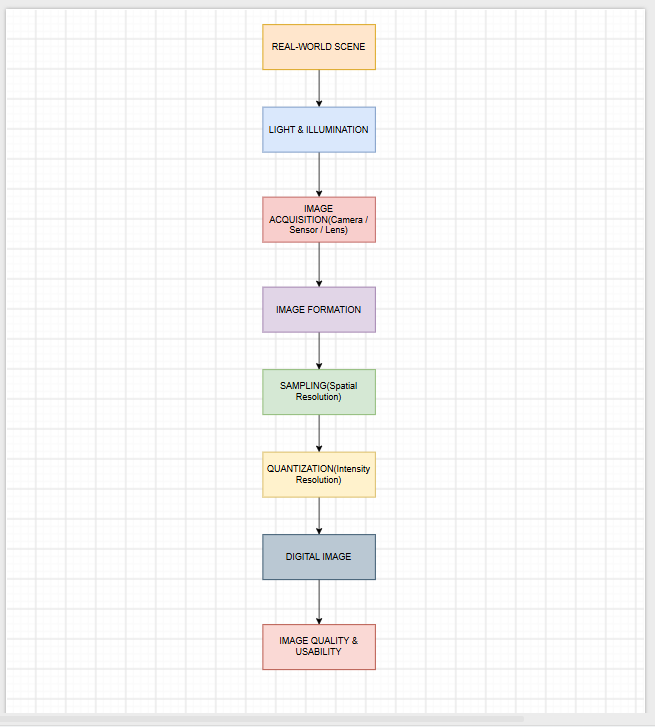 REAL-WORLD SCENE
LIGHT & ILLUMINATION
IMAGE
ACQUISITION(Camera /
Sensor / Lens)
IMAGE FORMATION
SAMPLING(Spatial
Resolution)
QUANTIZATION(Intensity
Resolution)
DIGITAL IMAGE
IMAGE QUALITY &
USABILITY